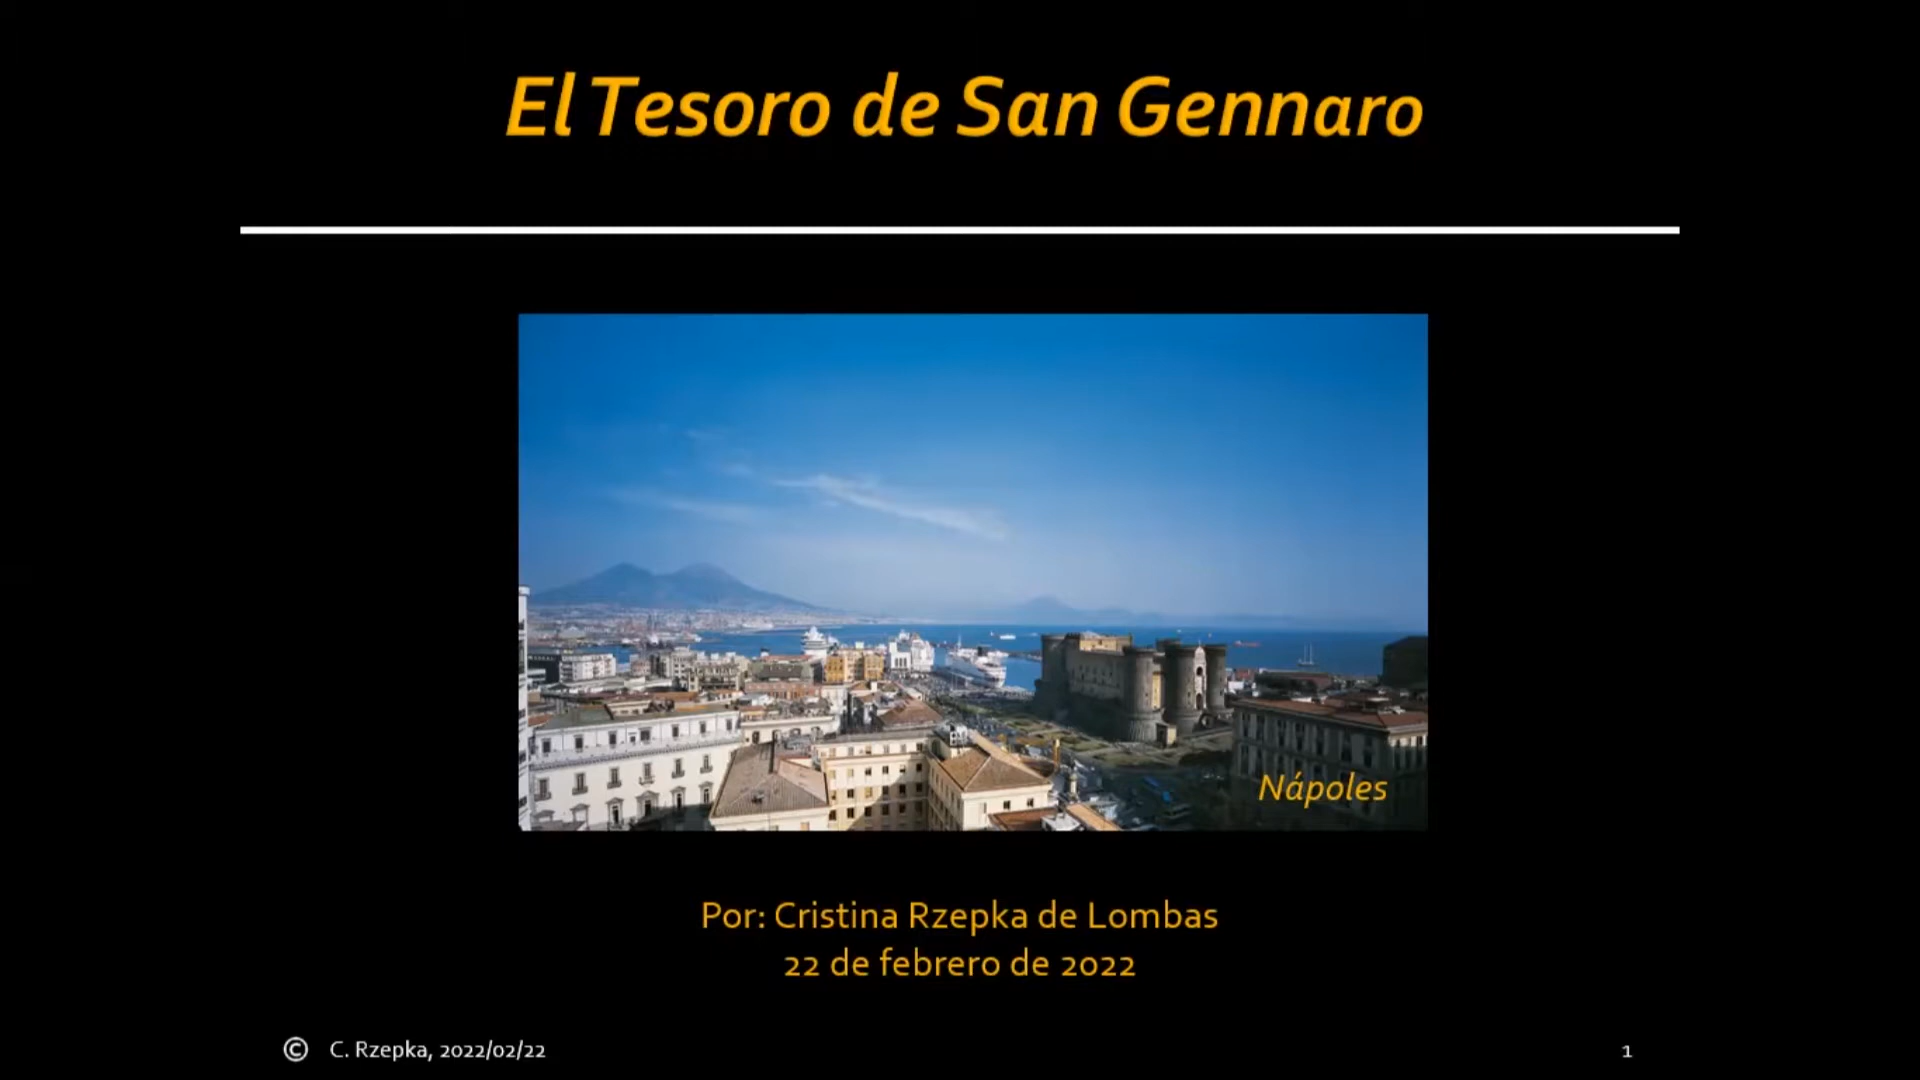 El Tesoro de San Gennaro
Nápoles
Por: Cristina Rzepka de Lombas
22 de febrero de 2022
© C. Rzepka, 2022/02/22
1